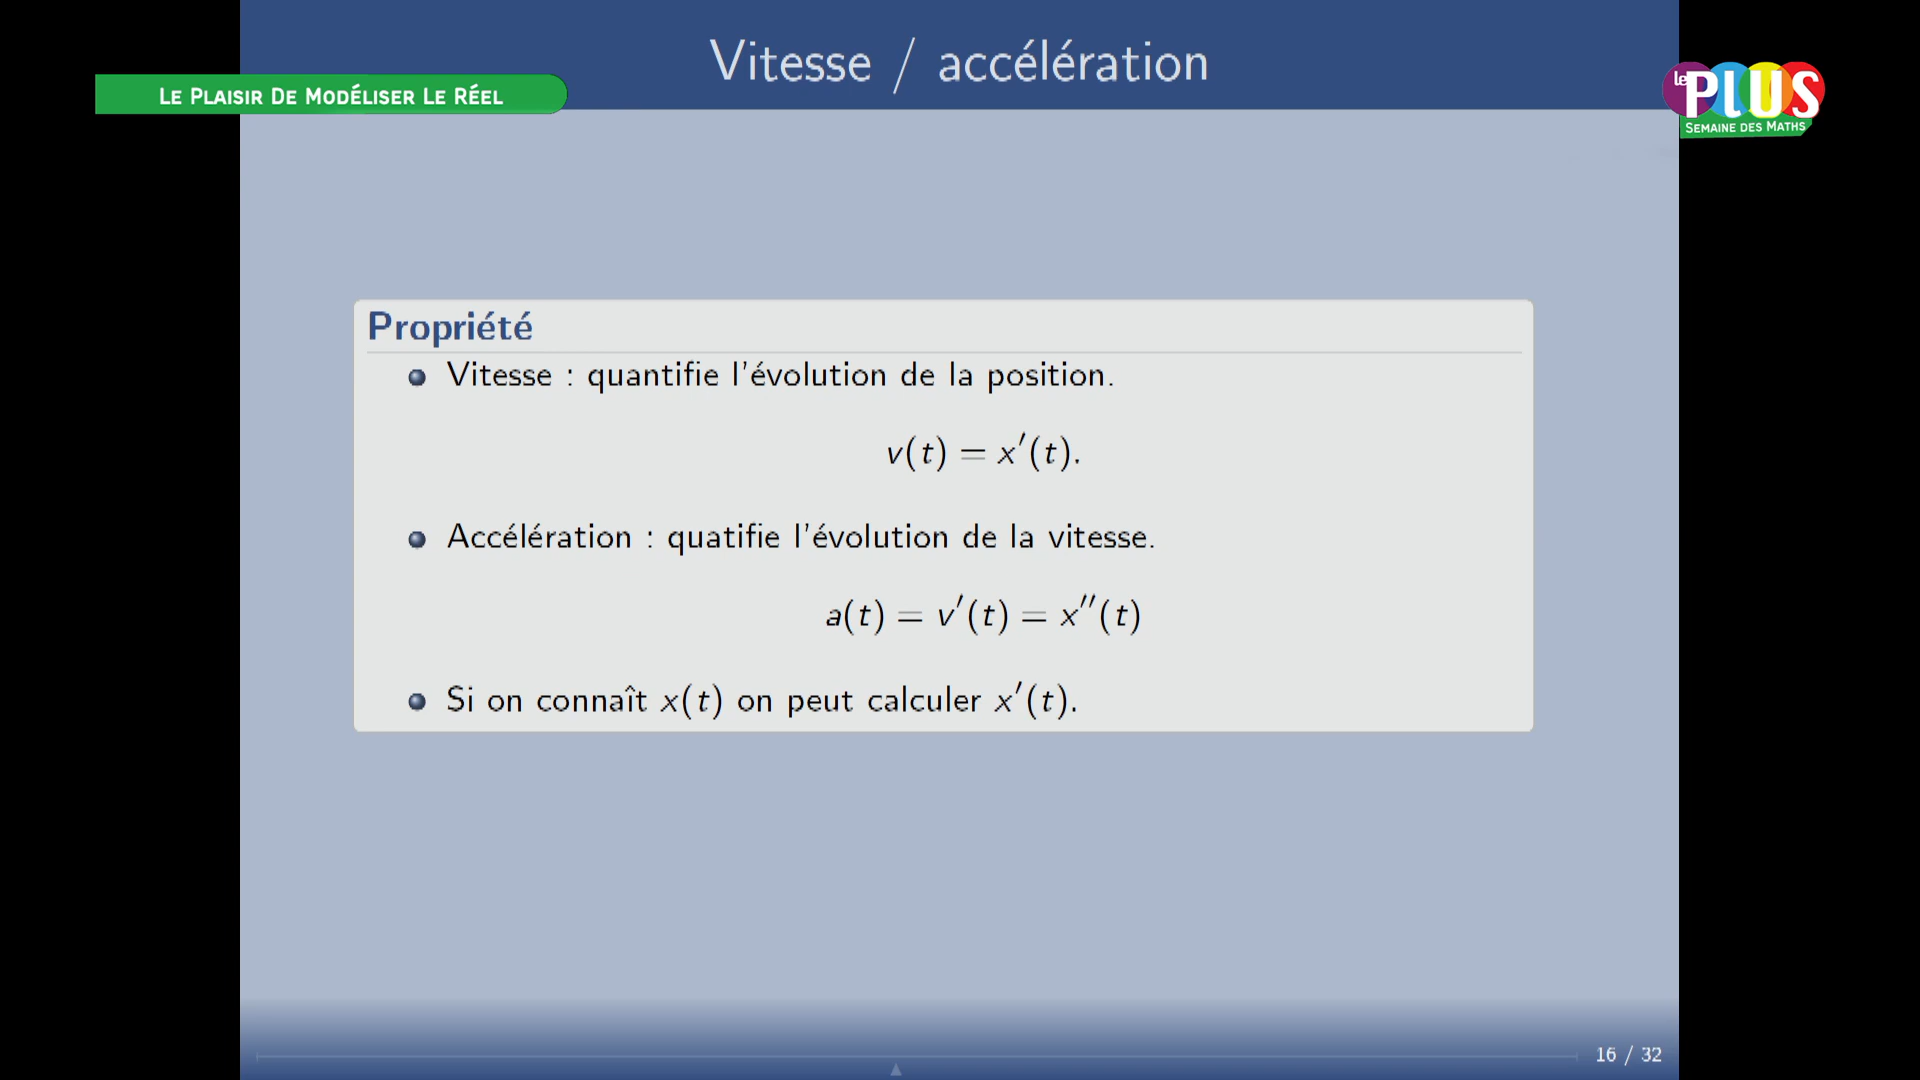 Vitesse / accélération
LE PLAISIR DE MODÉLISER LE RÉEL
le PLUS
SEMAINE DES MATHS
Propriété
Vitesse : quantifie l'évolution de la position.
v(t) = x′(t).
Accélération : quatifie l'évolution de la vitesse.
a(t) = v′(t) = x″(t)
Si on connaît x(t) on peut calculer x′(t).
16 / 32